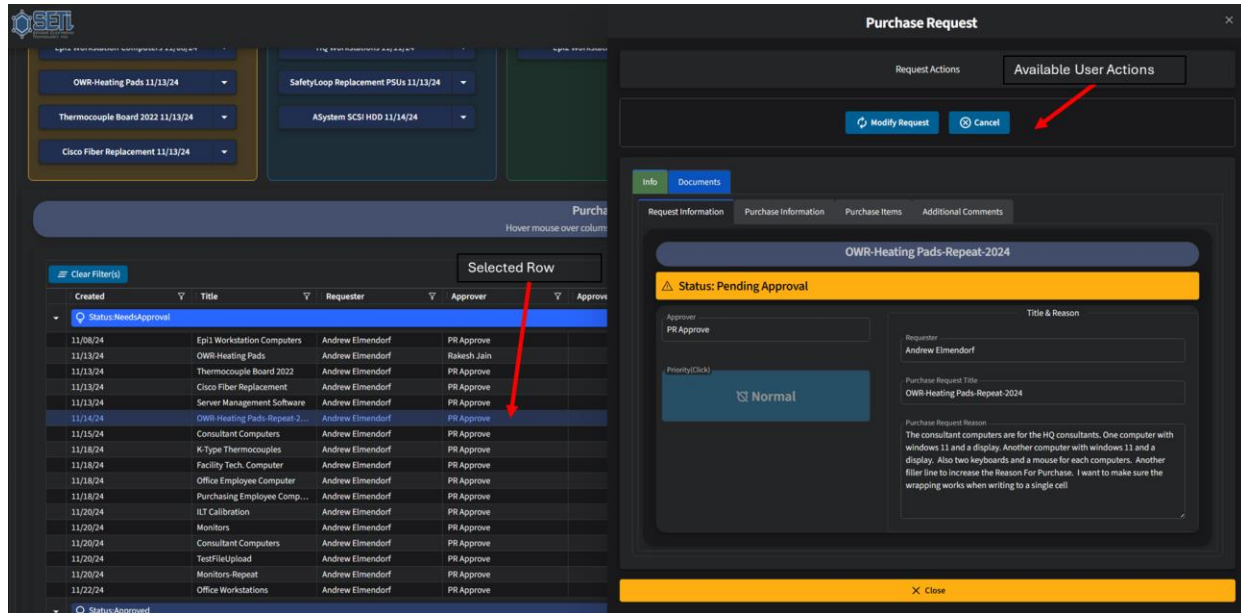 SETi
Purchase Request
×
OWR-Heating Pads 11/13/24
SafetyLoop Replacement PSUs 11/13/24
Thermocouple Board 2022 11/13/24
ASystem SCSI HDD 11/14/24
Cisco Fiber Replacement 11/13/24
Request Actions
Available User Actions
Modify Request
Cancel
Info
Documents
Request Information
Purchase Information
Purchase Items
Additional Comments
Purcha
Hover mouse over colum
Clear Filter(s)
Selected Row
Created Title Requester Approver Approve
Status:NeedsApproval
11/08/24 Epi1 Workstation Computers Andrew Elmendorf PR Approve
11/13/24 OWR-Heating Pads Andrew Elmendorf Rakesh Jain
11/13/24 Thermocouple Board 2022 Andrew Elmendorf PR Approve
11/13/24 Cisco Fiber Replacement Andrew Elmendorf PR Approve
11/13/24 Server Management Software Andrew Elmendorf PR Approve
11/14/24 OWR-Heating Pads-Repeat-2... Andrew Elmendorf PR Approve
11/15/24 Consultant Computers Andrew Elmendorf PR Approve
11/18/24 K-Type Thermocouples Andrew Elmendorf PR Approve
11/18/24 Facility Tech. Computer Andrew Elmendorf PR Approve
11/18/24 Office Employee Computer Andrew Elmendorf PR Approve
11/18/24 Purchasing Employee Comp... Andrew Elmendorf PR Approve
11/20/24 ILT Calibration Andrew Elmendorf PR Approve
11/20/24 Monitors Andrew Elmendorf PR Approve
11/20/24 Consultant Computers Andrew Elmendorf PR Approve
11/20/24 TestFileUpload Andrew Elmendorf PR Approve
11/20/24 Monitors-Repeat Andrew Elmendorf PR Approve
11/22/24 Office Workstations Andrew Elmendorf PR Approve
Status:Approved
OWR-Heating Pads-Repeat-2024
Status: Pending Approval
Approver
PR Approve
Priority(Click)
Normal
Title & Reason
Requester
Andrew Elmendorf
Purchase Request Title
OWR-Heating Pads-Repeat-2024
Purchase Request Reason
The consultant computers are for the HQ consultants. One computer with
windows 11 and a display. Another computer with windows 11 and a
display. Also two keyboards and a mouse for each computers. Another
filler line to increase the Reason For Purchase. I want to make sure the
wrapping works when writing to a single cell
Close